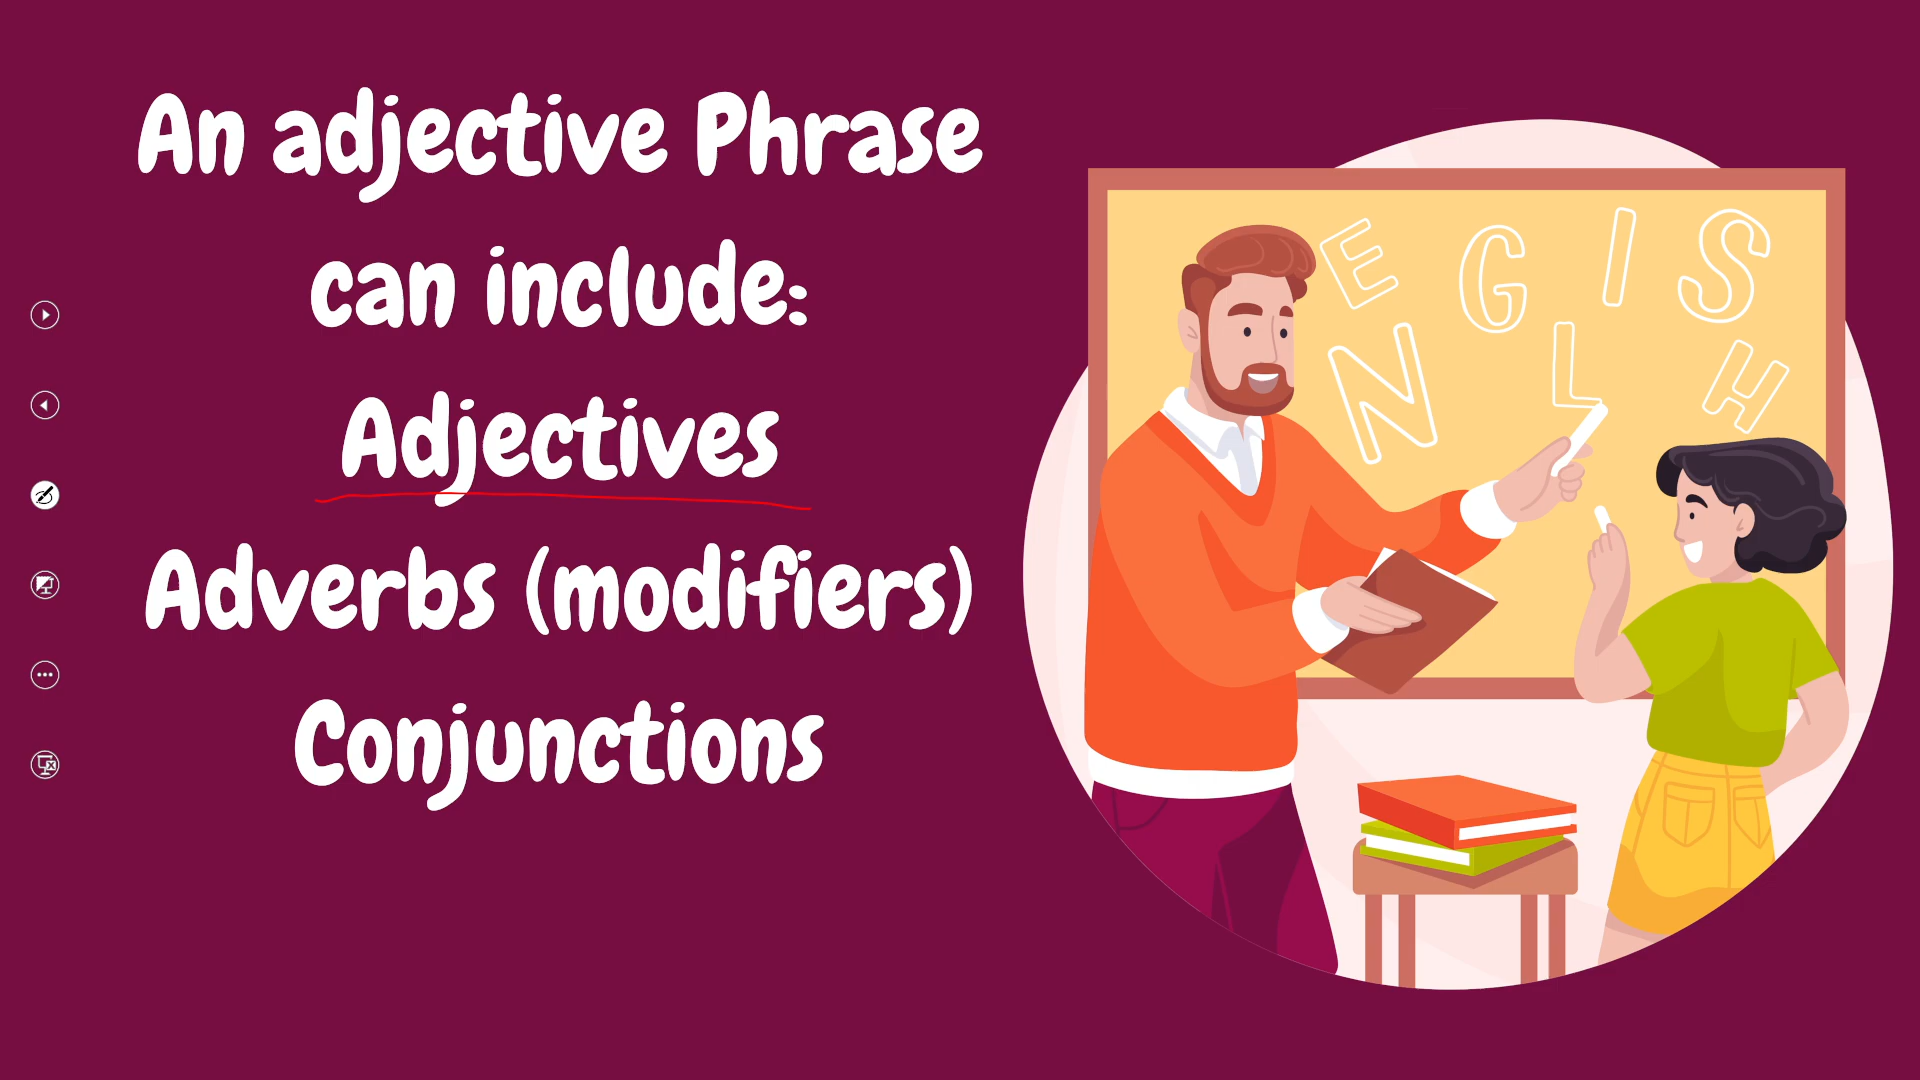 An adjective Phrase
can include:
Adjectives
Adverbs (modifiers)
Conjunctions
E G I S
N L H